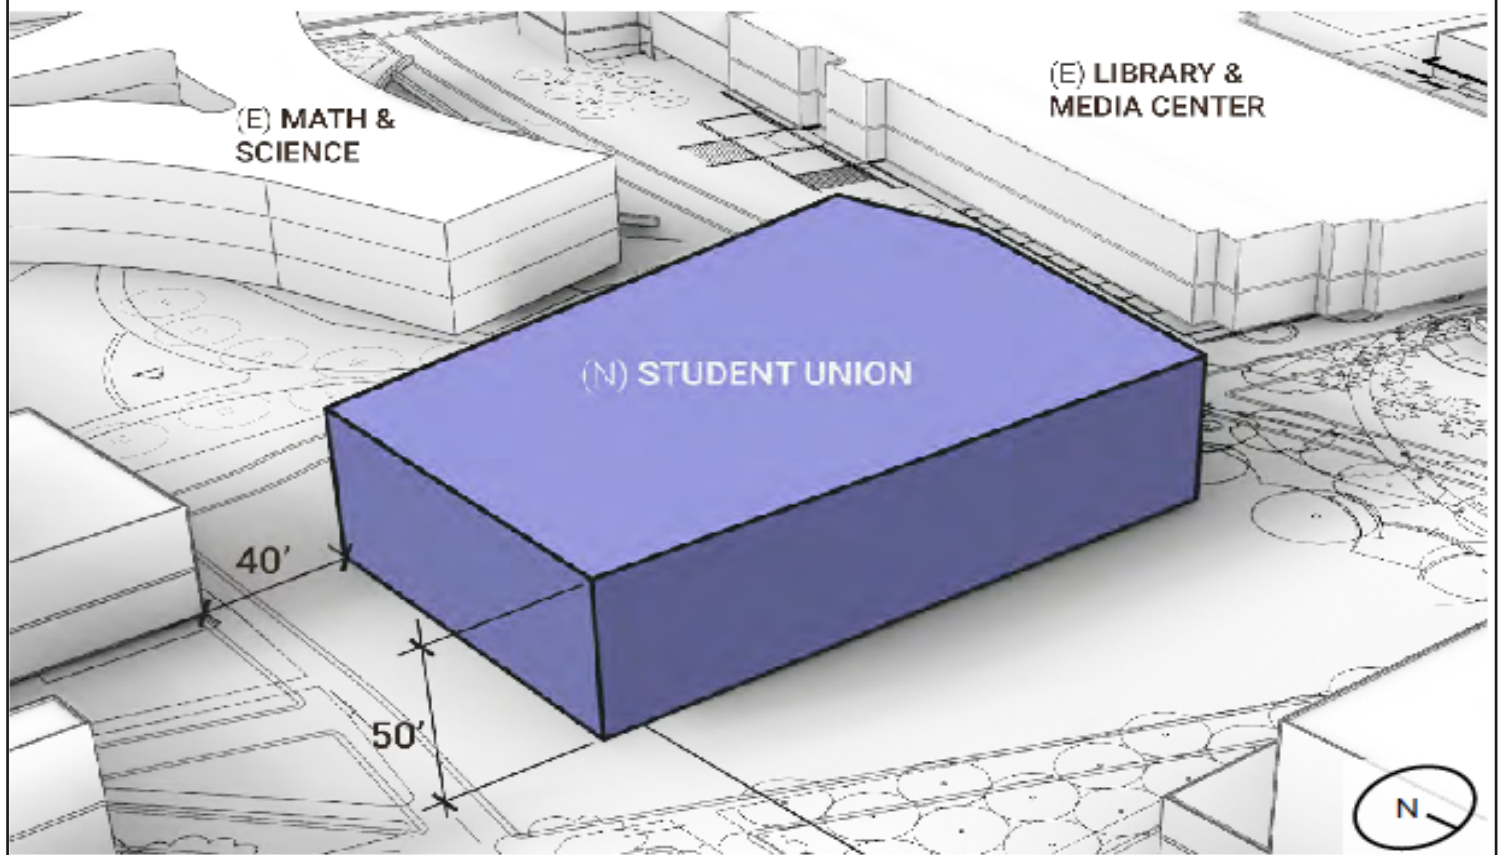 (E) LIBRARY &
MEDIA CENTER
(E) MATH &
SCIENCE
(N) STUDENT UNION
40'
50'
N